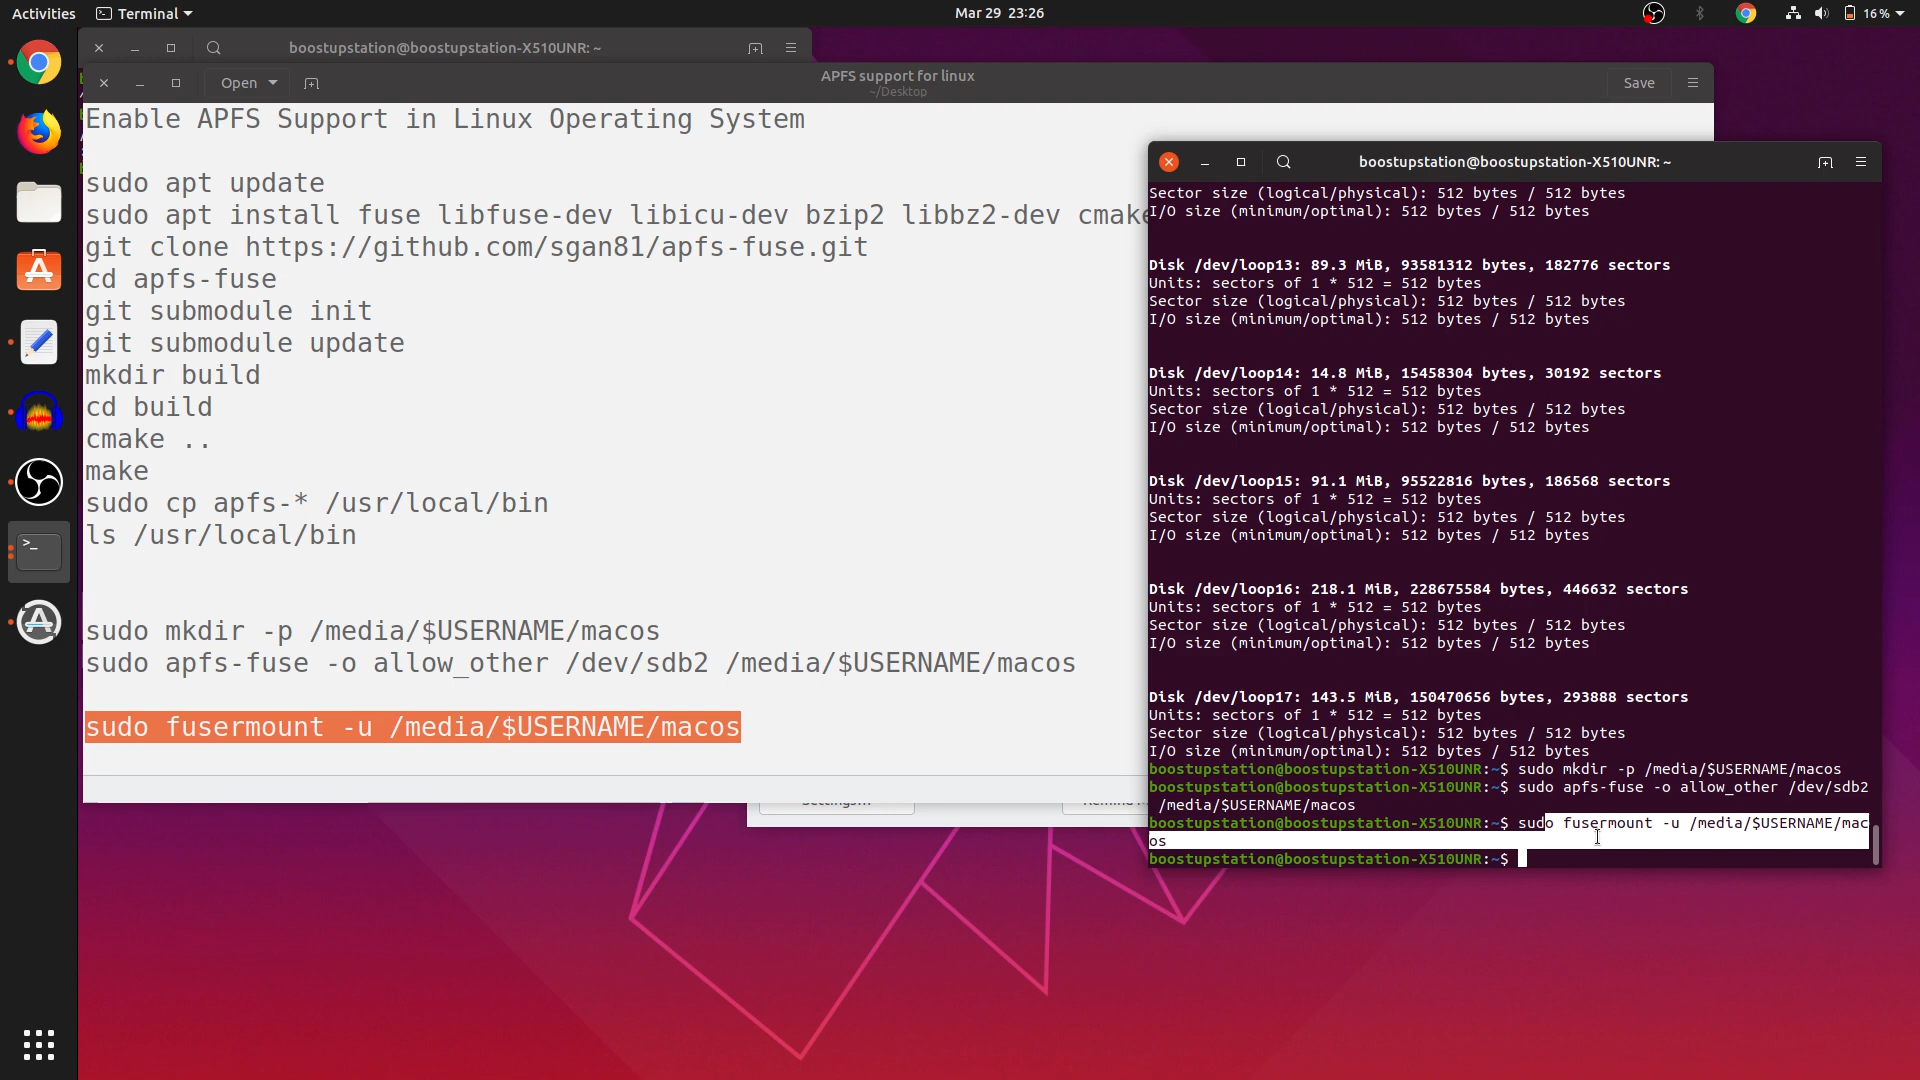 Activities
Terminal
Mar 29 23:26
16%
boostupstation@boostupstation-X510UNR: ~
Open
APFS support for linux
~/Desktop
Save
Enable APFS Support in Linux Operating System
sudo apt update
sudo apt install fuse libfuse-dev libicu-dev bzip2 libbz2-dev cmake
git clone https://github.com/sgan81/apfs-fuse.git
cd apfs-fuse
git submodule init
git submodule update
mkdir build
cd build
cmake ..
make
sudo cp apfs-* /usr/local/bin
ls /usr/local/bin
sudo mkdir -p /media/$USERNAME/macos
sudo apfs-fuse -o allow_other /dev/sdb2 /media/$USERNAME/macos
sudo fusermount -u /media/$USERNAME/macos
boostupstation@boostupstation-X510UNR: ~
Sector size (logical/physical): 512 bytes / 512 bytes
I/O size (minimum/optimal): 512 bytes / 512 bytes
Disk /dev/loop13: 89.3 MiB, 93581312 bytes, 182776 sectors
Units: sectors of 1 * 512 = 512 bytes
Sector size (logical/physical): 512 bytes / 512 bytes
I/O size (minimum/optimal): 512 bytes / 512 bytes
Disk /dev/loop14: 14.8 MiB, 15458304 bytes, 30192 sectors
Units: sectors of 1 * 512 = 512 bytes
Sector size (logical/physical): 512 bytes / 512 bytes
I/O size (minimum/optimal): 512 bytes / 512 bytes
Disk /dev/loop15: 91.1 MiB, 95522816 bytes, 186568 sectors
Units: sectors of 1 * 512 = 512 bytes
Sector size (logical/physical): 512 bytes / 512 bytes
I/O size (minimum/optimal): 512 bytes / 512 bytes
Disk /dev/loop16: 218.1 MiB, 228675584 bytes, 446632 sectors
Units: sectors of 1 * 512 = 512 bytes
Sector size (logical/physical): 512 bytes / 512 bytes
I/O size (minimum/optimal): 512 bytes / 512 bytes
Disk /dev/loop17: 143.5 MiB, 150470656 bytes, 293888 sectors
Units: sectors of 1 * 512 = 512 bytes
Sector size (logical/physical): 512 bytes / 512 bytes
I/O size (minimum/optimal): 512 bytes / 512 bytes
boostupstation@boostupstation-X510UNR:~$ sudo mkdir -p /media/$USERNAME/macos
boostupstation@boostupstation-X510UNR:~$ sudo apfs-fuse -o allow_other /dev/sdb2
/media/$USERNAME/macos
boostupstation@boostupstation-X510UNR:~$ sudo fusermount -u /media/$USERNAME/mac
os
boostupstation@boostupstation-X510UNR:~$